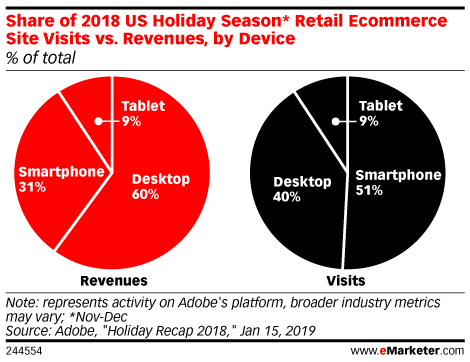 Share of 2018 US Holiday Season* Retail Ecommerce
Site Visits vs. Revenues, by Device
% of total
Tablet
9%
Smartphone
31%
Desktop
60%
Revenues
Tablet
9%
Desktop
40%
Smartphone
51%
Visits
Note: represents activity on Adobe's platform, broader industry metrics
may vary; *Nov-Dec
Source: Adobe, "Holiday Recap 2018," Jan 15, 2019
244554
www.eMarketer.com